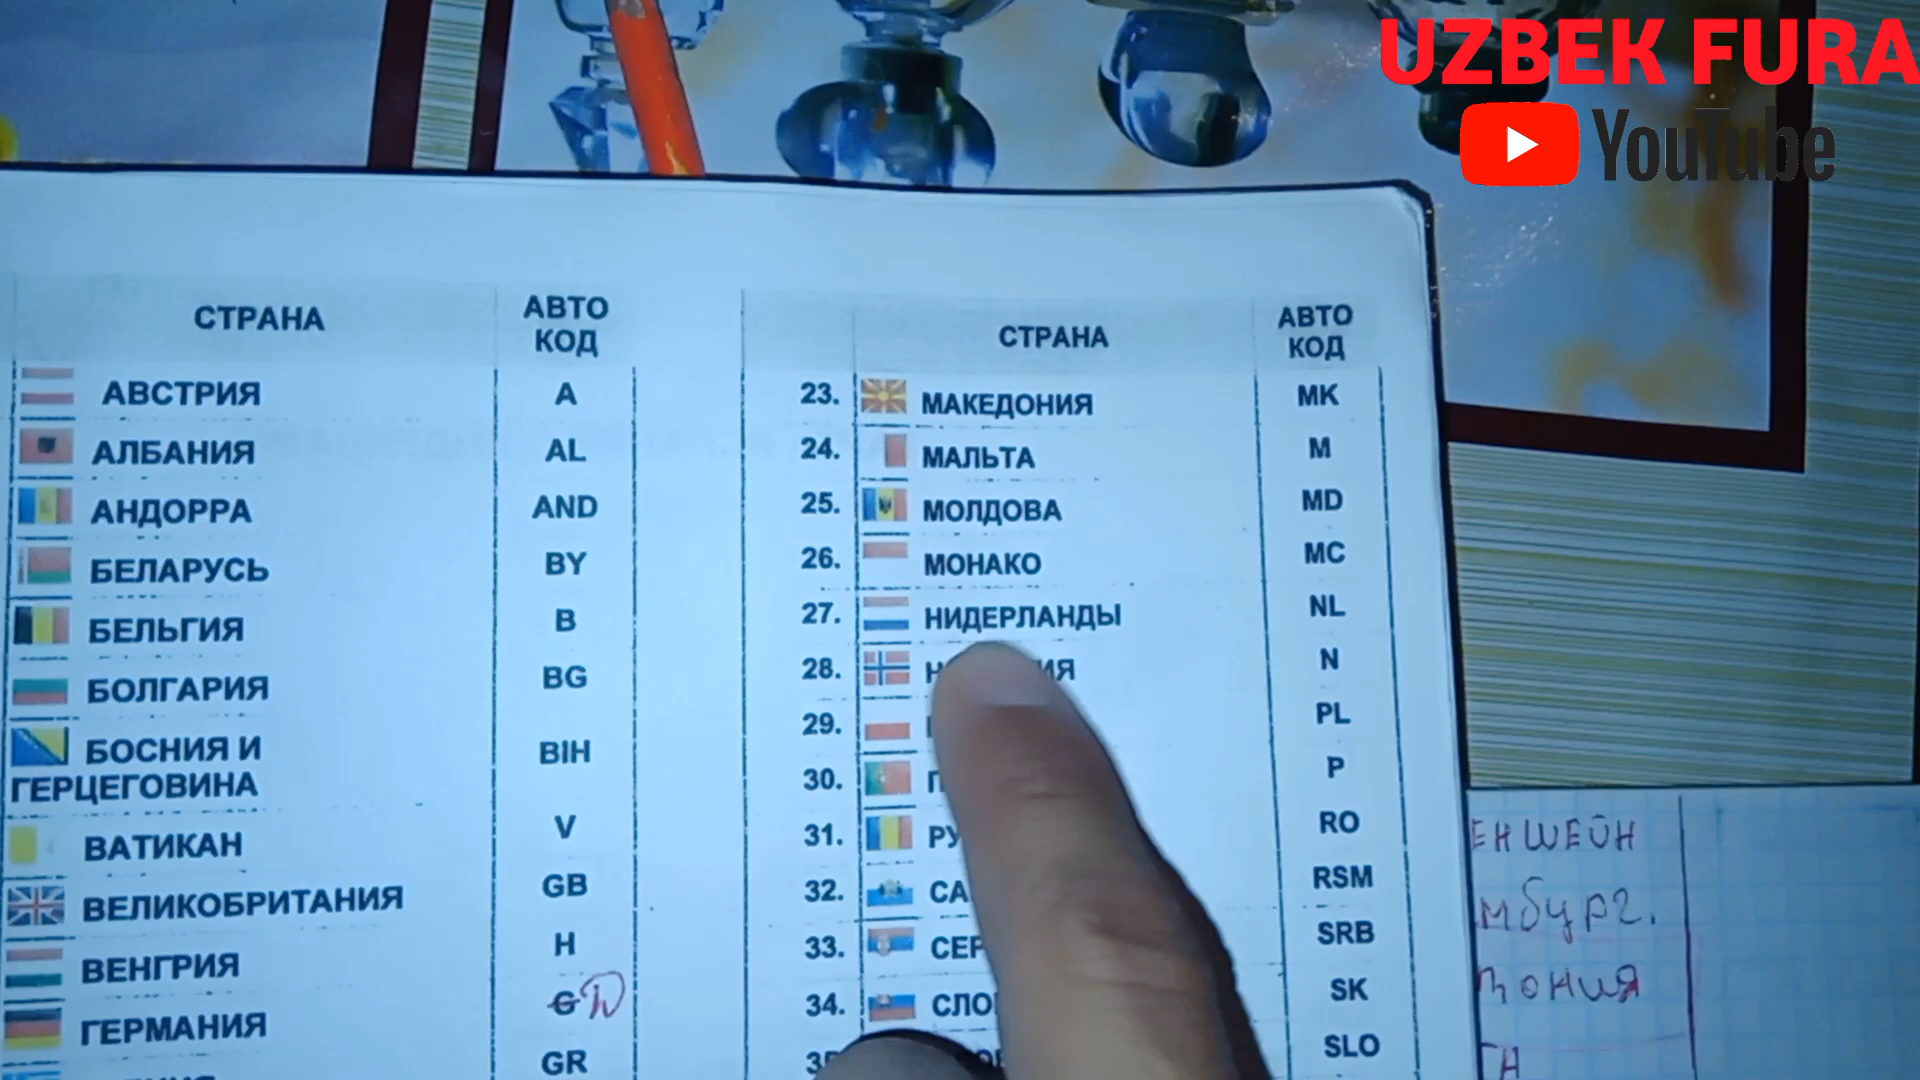 UZBEK FURA
YouTube
СТРАНА АВТО КОД
АВСТРИЯ A
АЛБАНИЯ AL
АНДОРРА AND
БЕЛАРУСЬ BY
БЕЛЬГИЯ B
БОЛГАРИЯ BG
БОСНИЯ И ГЕРЦЕГОВИНА BIH
ВАТИКАН V
ВЕЛИКОБРИТАНИЯ GB
ВЕНГРИЯ H
ГЕРМАНИЯ G D
GR
СТРАНА АВТО КОД
23. МАКЕДОНИЯ MK
24. МАЛЬТА M
25. МОЛДОВА MD
26. МОНАКО MC
27. НИДЕРЛАНДЫ NL
28. N
29. PL
30. P
31. RO
32. RSM
33. SRB
34. SK
SLO